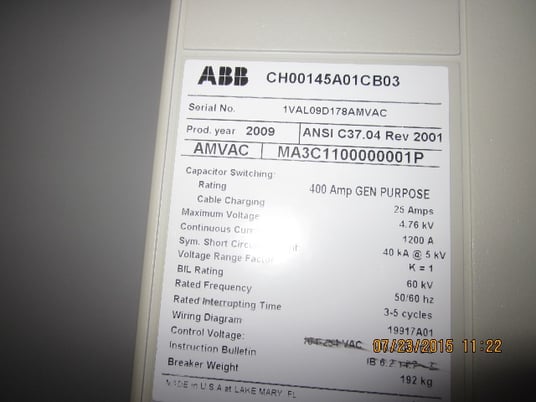 ABB CH00145A01CB03
Serial No. 1VAL09D178AMVAC
Prod. year 2009 ANSI C37.04 Rev 2001
AMVAC MA3C1100000001P
Capacitor Switching:
Rating 400 Amp GEN PURPOSE
Cable Charging 25 Amps
Maximum Voltage 4.76 kV
Continuous 1200 A
Sym. Short 40 kA @ 5 kV
Voltage Range K = 1
BIL Rating 60 kV
Rated Frequency 50/60 hz
Rated Interrupting Time 3-5 cycles
Wiring Diagram 19917A01
Control Voltage: VAC
Instruction Bulletin IB 6.2
Breaker Weight 192 kg
MADE in U.S.A at LAKE MARY, FL
07/23/2015 11:22